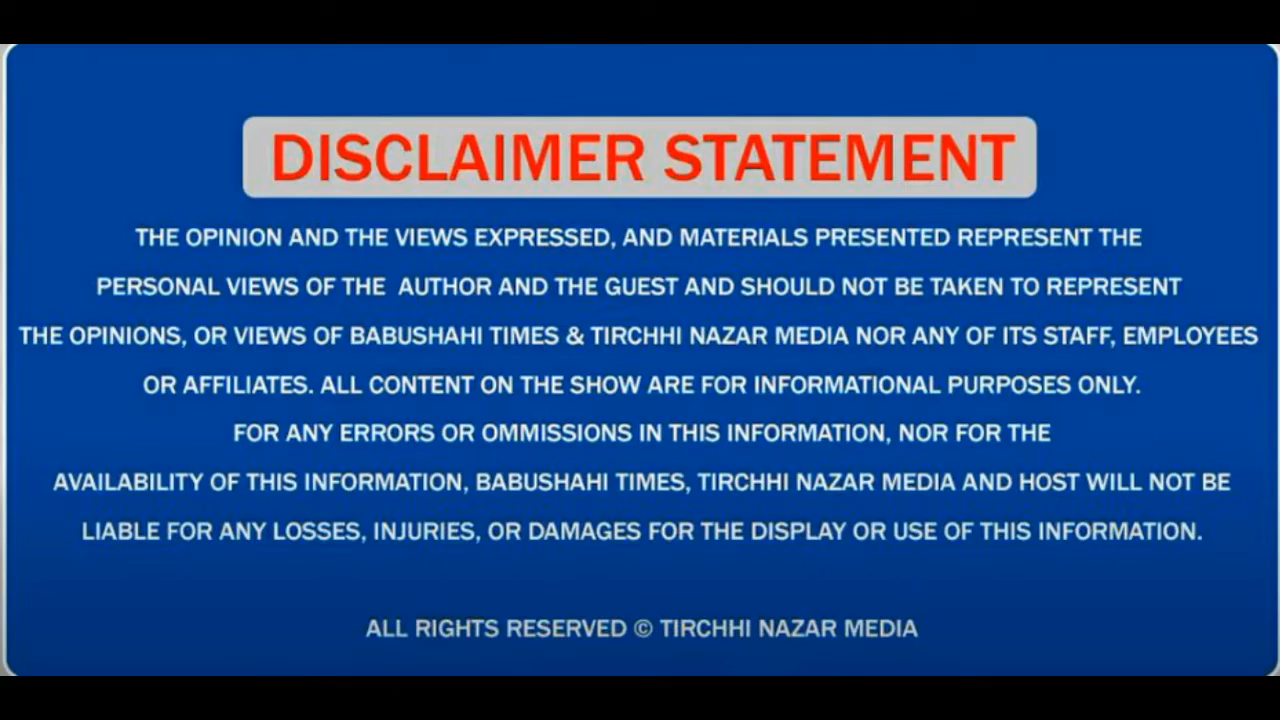 DISCLAIMER STATEMENT
THE OPINION AND THE VIEWS EXPRESSED, AND MATERIALS PRESENTED REPRESENT THE
PERSONAL VIEWS OF THE AUTHOR AND THE GUEST AND SHOULD NOT BE TAKEN TO REPRESENT
THE OPINIONS, OR VIEWS OF BABUSHAHI TIMES & TIRCHHI NAZAR MEDIA NOR ANY OF ITS STAFF, EMPLOYEES
OR AFFILIATES. ALL CONTENT ON THE SHOW ARE FOR INFORMATIONAL PURPOSES ONLY.
FOR ANY ERRORS OR OMMISSIONS IN THIS INFORMATION, NOR FOR THE
AVAILABILITY OF THIS INFORMATION, BABUSHAHI TIMES, TIRCHHI NAZAR MEDIA AND HOST WILL NOT BE
LIABLE FOR ANY LOSSES, INJURIES, OR DAMAGES FOR THE DISPLAY OR USE OF THIS INFORMATION.
ALL RIGHTS RESERVED © TIRCHHI NAZAR MEDIA